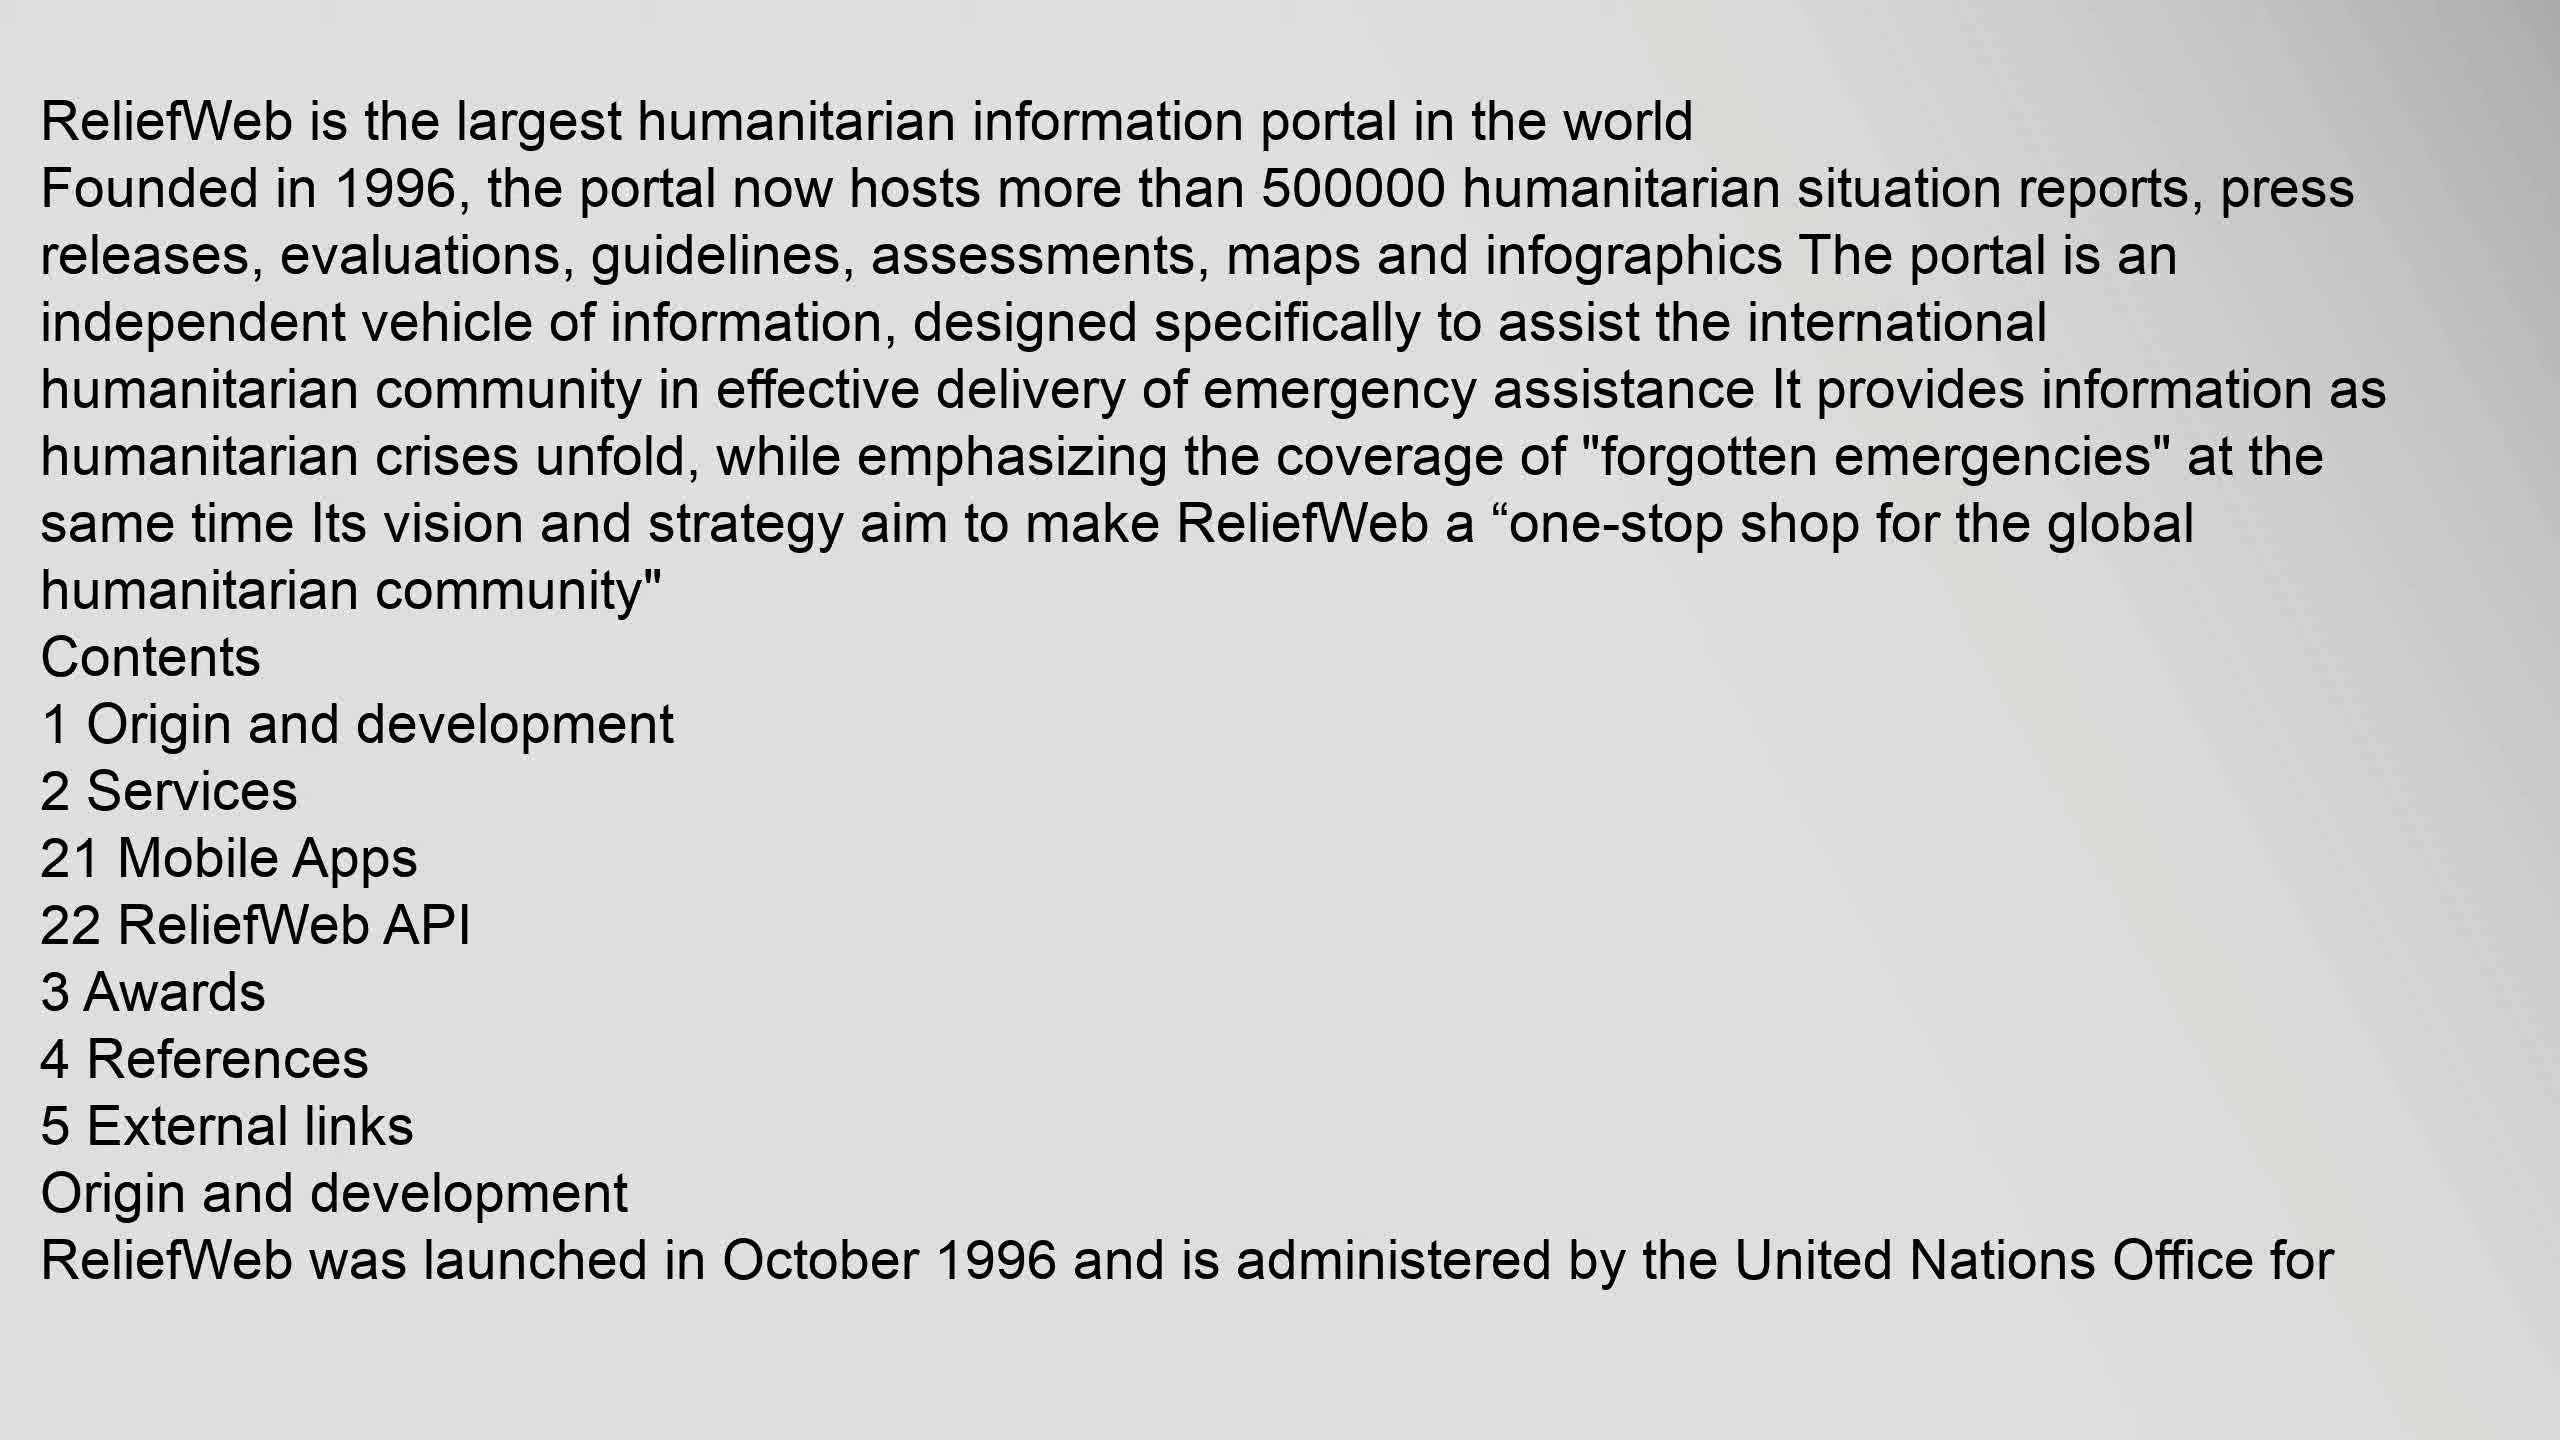 ReliefWeb is the largest humanitarian information portal in the world
Founded in 1996, the portal now hosts more than 500000 humanitarian situation reports, press
releases, evaluations, guidelines, assessments, maps and infographics The portal is an
independent vehicle of information, designed specifically to assist the international
humanitarian community in effective delivery of emergency assistance It provides information as
humanitarian crises unfold, while emphasizing the coverage of "forgotten emergencies" at the
same time Its vision and strategy aim to make ReliefWeb a “one-stop shop for the global
humanitarian community"
Contents
1 Origin and development
2 Services
21 Mobile Apps
22 ReliefWeb API
3 Awards
4 References
5 External links
Origin and development
ReliefWeb was launched in October 1996 and is administered by the United Nations Office for